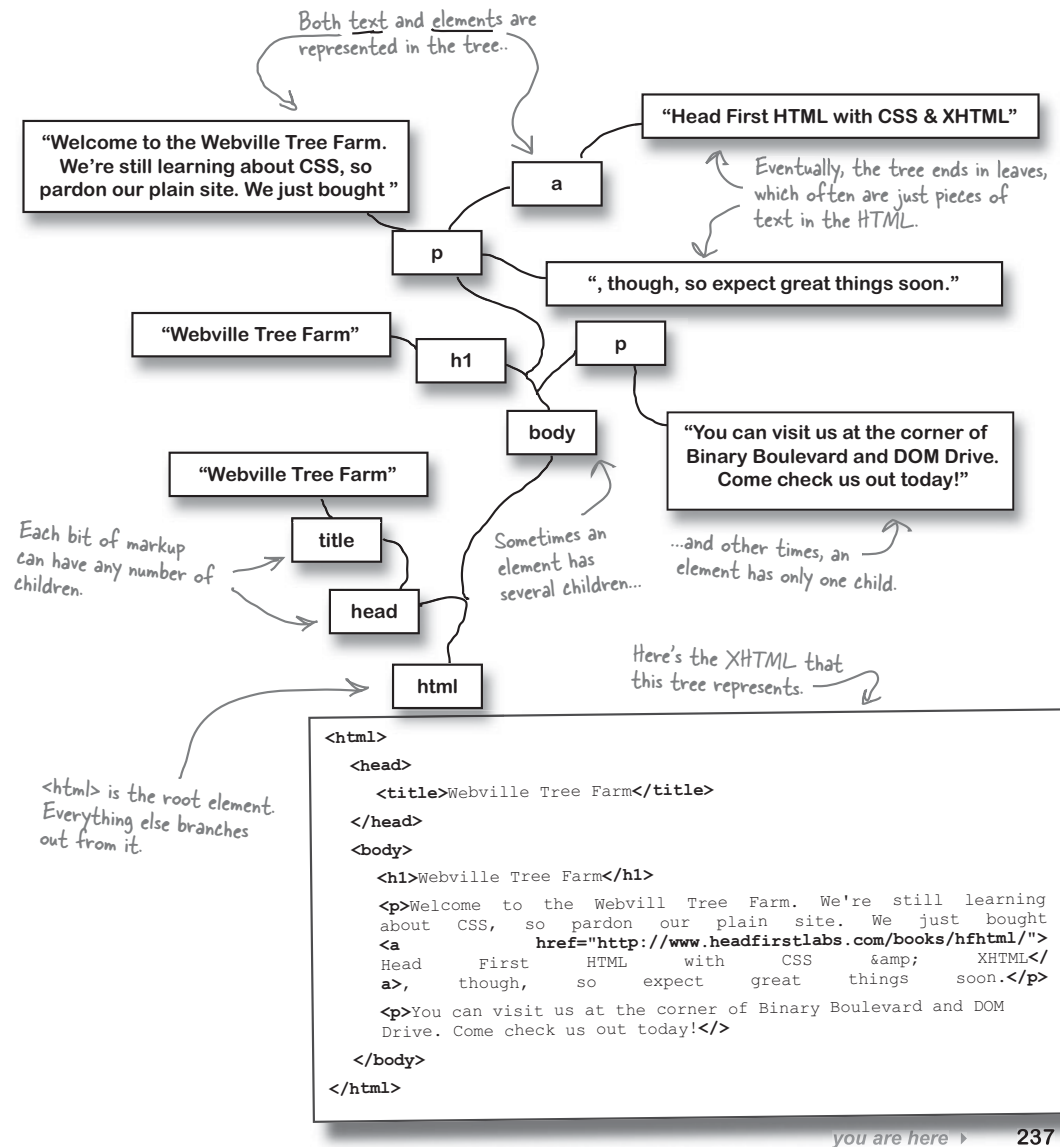 Both text and elements are
represented in the tree..
“Welcome to the Webville Tree Farm.
We’re still learning about CSS, so
pardon our plain site. We just bought ”
“Head First HTML with CSS & XHTML”
a
Eventually, the tree ends in leaves,
which often are just pieces of
text in the HTML.
p
“, though, so expect great things soon.”
“Webville Tree Farm”
h1
p
body
“You can visit us at the corner of
Binary Boulevard and DOM Drive.
Come check us out today!”
“Webville Tree Farm”
title
Each bit of markup
can have any number of
children.
Sometimes an
element has
several children...
...and other times, an
element has only one child.
head
html
Here’s the XHTML that
this tree represents.
<html> is the root element.
Everything else branches
out from it.
<html>
<head>
<title>Webville Tree Farm</title>
</head>
<body>
<h1>Webville Tree Farm</h1>
<p>Welcome to the Webvill Tree Farm. We're still learning
about CSS, so pardon our plain site. We just bought
<a href="http://www.headfirstlabs.com/books/hfhtml/">
Head First HTML with CSS &amp; XHTML</
a>, though, so expect great things soon.</p>
<p>You can visit us at the corner of Binary Boulevard and DOM
Drive. Come check us out today!</>
</body>
</html>
you are here ▸ 237